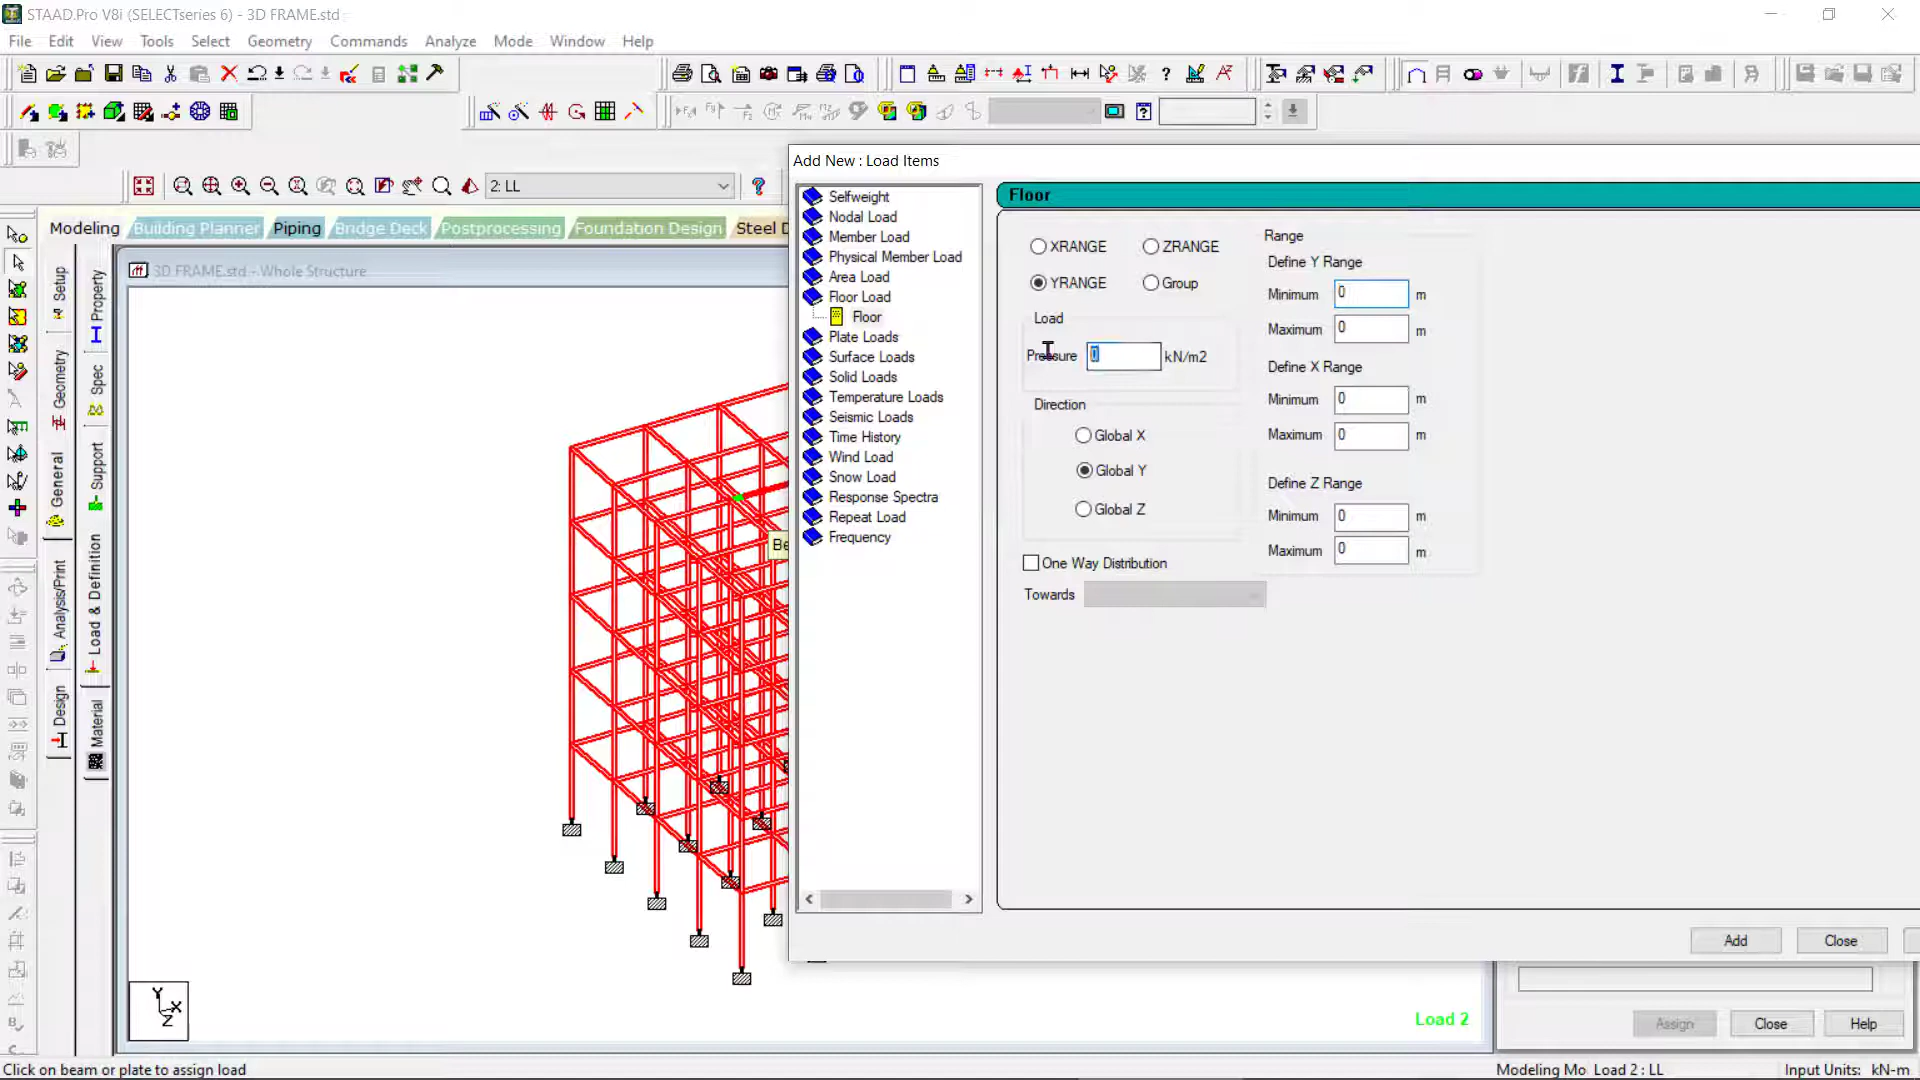 STAAD.Pro V8i (SELECTseries 6) - 3D FRAME.std
File Edit View Tools Select Geometry Commands Analyze Mode Window Help
2: LL
Modeling Building Planner Piping Bridge Deck Postprocessing Foundation Design Steel D
3D FRAME.std - Whole Structure
Setup
Geometry
General
Analysis/Print
Design
Property
Spec
Support
Load & Definition
Material
Be
Y
X
Z
Load 2
Add New : Load Items
Selfweight
Nodal Load
Member Load
Physical Member Load
Area Load
Floor Load
Floor
Plate Loads
Surface Loads
Solid Loads
Temperature Loads
Seismic Loads
Time History
Wind Load
Snow Load
Response Spectra
Repeat Load
Frequency
Floor
XRANGE ZRANGE
YRANGE Group
Load
Pressure 0 kN/m2
Direction
Global X
Global Y
Global Z
One Way Distribution
Towards
Range
Define Y Range
Minimum 0 m
Maximum 0 m
Define X Range
Minimum 0 m
Maximum 0 m
Define Z Range
Minimum 0 m
Maximum 0 m
Add Close
Assign Close Help
Click on beam or plate to assign load
Modeling Mo Load 2 : LL Input Units: kN-m